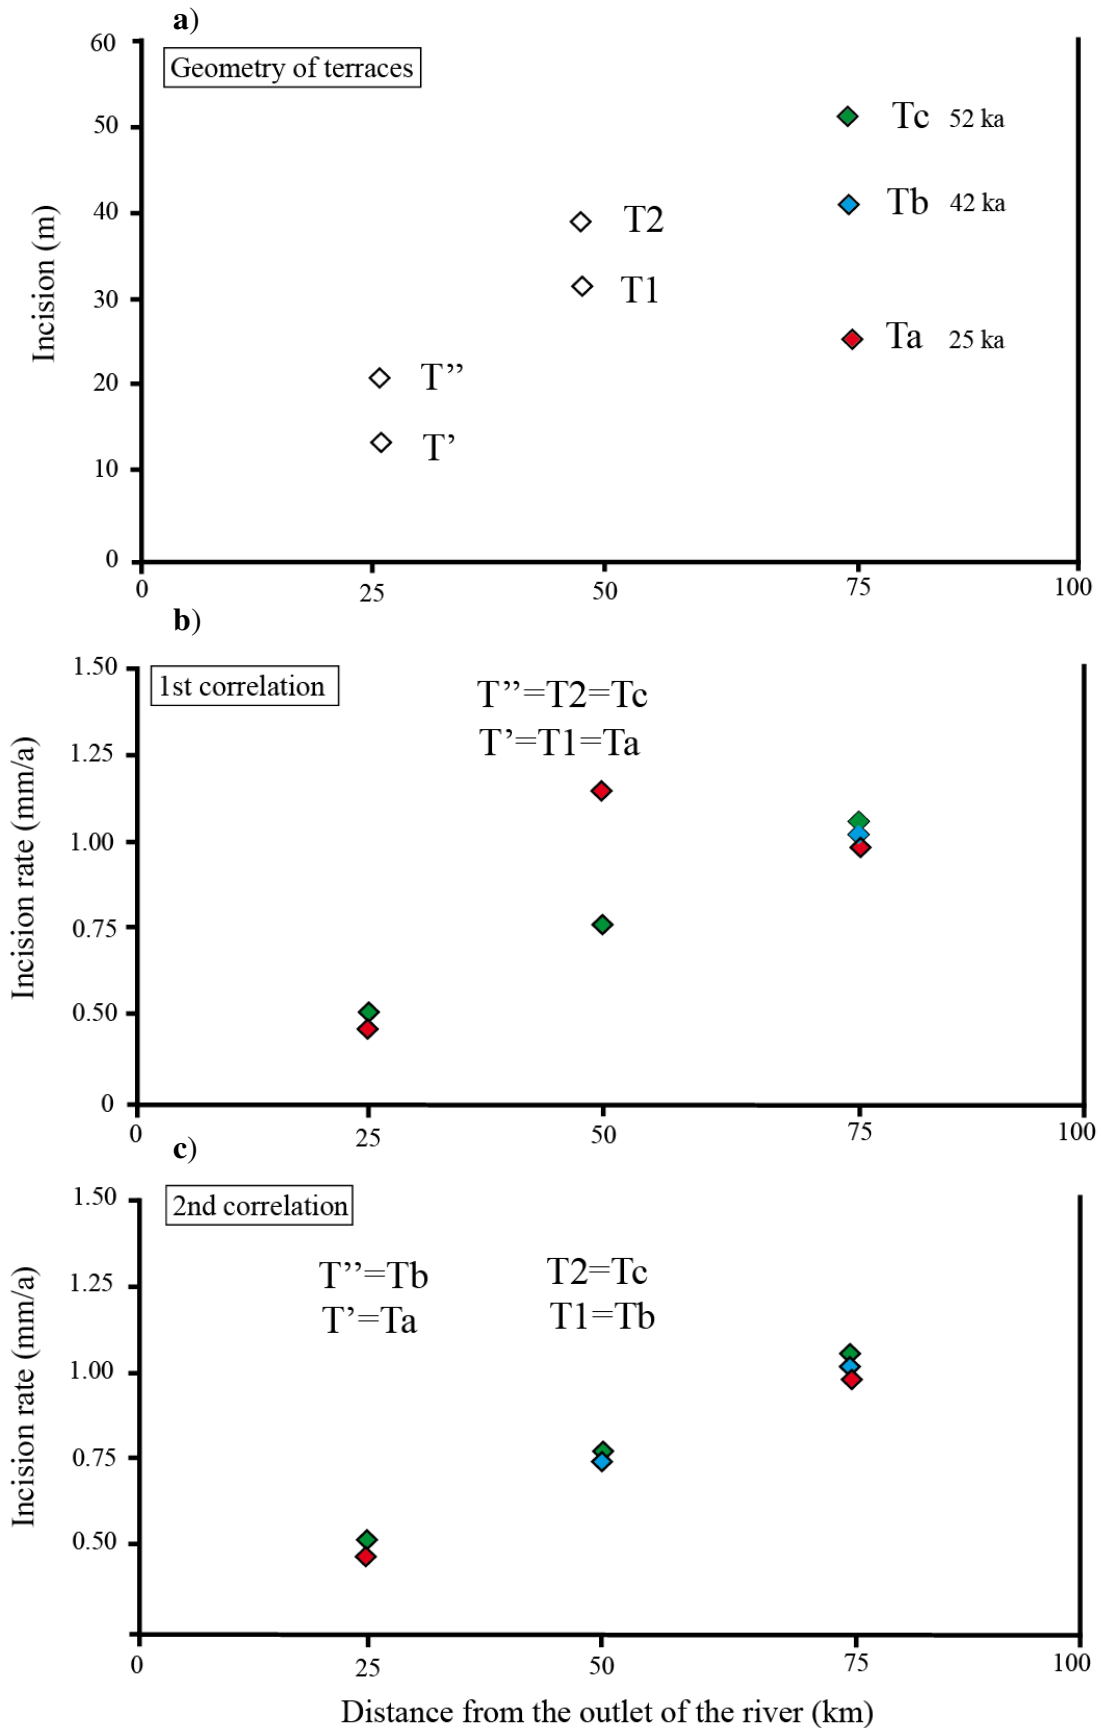 a)
60
Geometry of terraces
50
Tc 52 ka
40
T2
Tb 42 ka
30
T1
Ta 25 ka
20
T’’
T’
10
0
Incision (m)
0 25 50 75 100
b)
1.50
1st correlation
T’’=T2=Tc
T’=T1=Ta
1.25
1.00
0.75
0.50
0
Incision rate (mm/a)
0 25 50 75 100
c)
1.50
2nd correlation
T’’=Tb T2=Tc
T’=Ta T1=Tb
1.25
1.00
0.75
0.50
Incision rate (mm/a)
0 25 50 75 100
Distance from the outlet of the river (km)